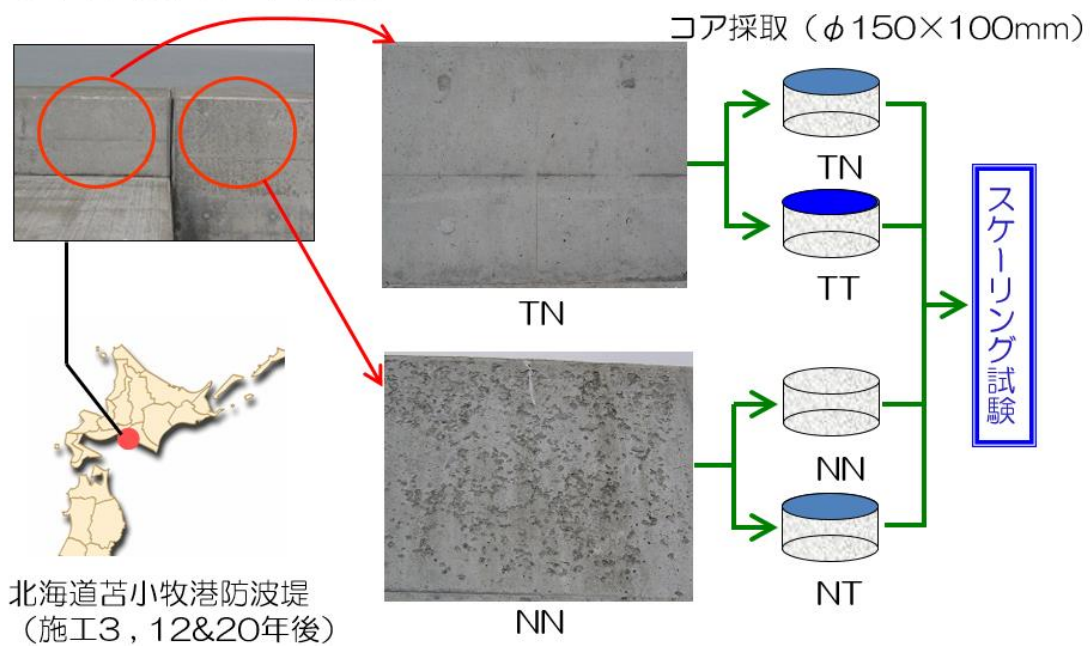 コア採取（φ150×100mm）
TN
TT
TN
NN
NT
NN
スケーリング試験
北海道苫小牧港防波堤
（施工3，12&20年後）